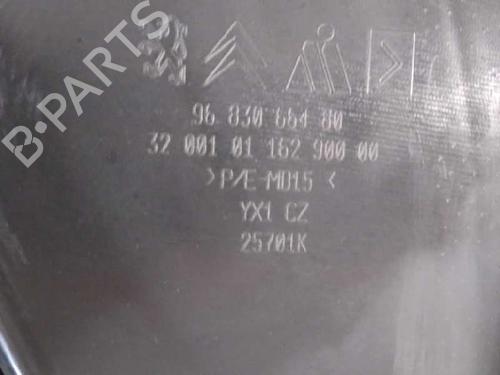 96 830 664 80
32 001 01 162 900 00
>P/E-MD15<
YX1 CZ
25701K
B-PARTS